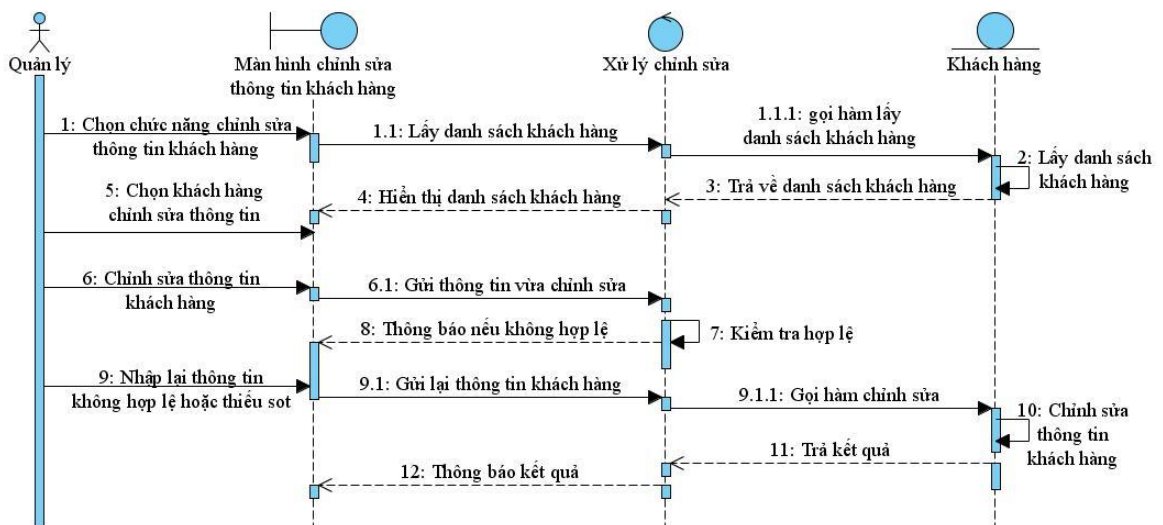 Quản lý
Màn hình chỉnh sửa
thông tin khách hàng
Xử lý chỉnh sửa
Khách hàng
1: Chọn chức năng chỉnh sửa
thông tin khách hàng
1.1: Lấy danh sách khách hàng
1.1.1: gọi hàm lấy
danh sách khách hàng
2: Lấy danh sách
khách hàng
3: Trả về danh sách khách hàng
4: Hiển thị danh sách khách hàng
5: Chọn khách hàng
chỉnh sửa thông tin
6: Chỉnh sửa thông tin
khách hàng
6.1: Gửi thông tin vừa chỉnh sửa
7: Kiểm tra hợp lệ
8: Thông báo nếu không hợp lệ
9: Nhập lại thông tin
không hợp lệ hoặc thiếu sot
9.1: Gửi lại thông tin khách hàng
9.1.1: Gọi hàm chỉnh sửa
10: Chỉnh sửa
thông tin
khách hàng
11: Trả kết quả
12: Thông báo kết quả